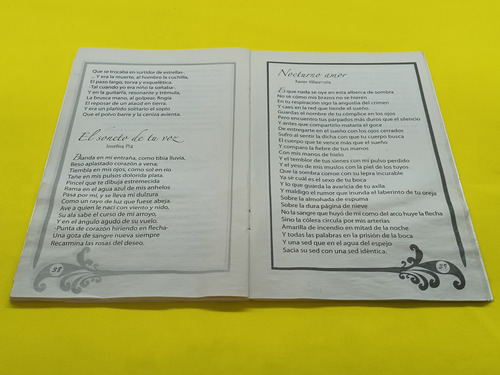 Que se trocaba en surtidor de estrellas-.
... Y era la muerte, al hombro la cuchilla,
El paso largo, torva y esquelética.
-Tal cuando yo era niño la soñaba-.
Y en la guitarra, resonante y trémula,
La brusca mano, al golpear, fingía
El reposar de un ataúd en tierra.
Y era un plañido solitario el soplo
Que el polvo barre y la ceniza avienta.
El soneto de tu voz
Josefina Plá
Blanda en mi entraña, como tibia lluvia,
Beso aplastado corazón a vena;
Tiembla en mis ojos, como sol en río
Tañe en mis pulsos dolorida plata.
Pincel que te dibuja estremecida
Rama en el agua azul de mis anhelos
Pasa por mí, y se lleva mi dulzura
Como un rayo de luz que fuese abeja.
Ave a quien le naci con viento y nido,
Su ala sabe el curso de mi arroyo,
Y en el ángulo agudo de su vuelo.
Punta de corazón hiriendo en flecha-
Una gota de sangre nueva siempre
Recarmina las rosas del deseo.
38
Nocturno amor
Xavier Villaurrutia
El que nada se oye en esta alberca de sombra
No sé cómo mis brazos no se hieren
En tu respiración sigo la angustia del crimen
Y caes en la red que tiende el sueño
Guardas el nombre de tu cómplice en los ojos
Pero encuentro tus párpados más duros que el silencio
Y antes que compartirlo mataría el goce
De entregarte en el sueño con los ojos cerrados
Sufro al sentir la dicha con que tu cuerpo busca
El cuerpo que te vence más que el sueño
Y comparo la fiebre de tus manos
Con mis manos de hielo
Y el temblor de tus sienes con mi pulso perdido
Y el yeso de mis muslos con la piel de los tuyos
Que la sombra corroe con su lepra incurable
Ya sé cuál es el sexo de tu boca
Y lo que guarda la avaricia de tu axila
Y maldigo el rumor que inunda el laberinto de tu oreja
Sobre la almohada de espuma
Sobre la dura página de nieve
No la sangre que huyó de mí como del arco huye la flecha
Sino la cólera circula por mis arterias
Amarilla de incendio en mitad de la noche
Y todas las palabras en la prisión de la boca
Y una sed que en el agua del espejo
Sacia su sed con una sed idéntica.
39